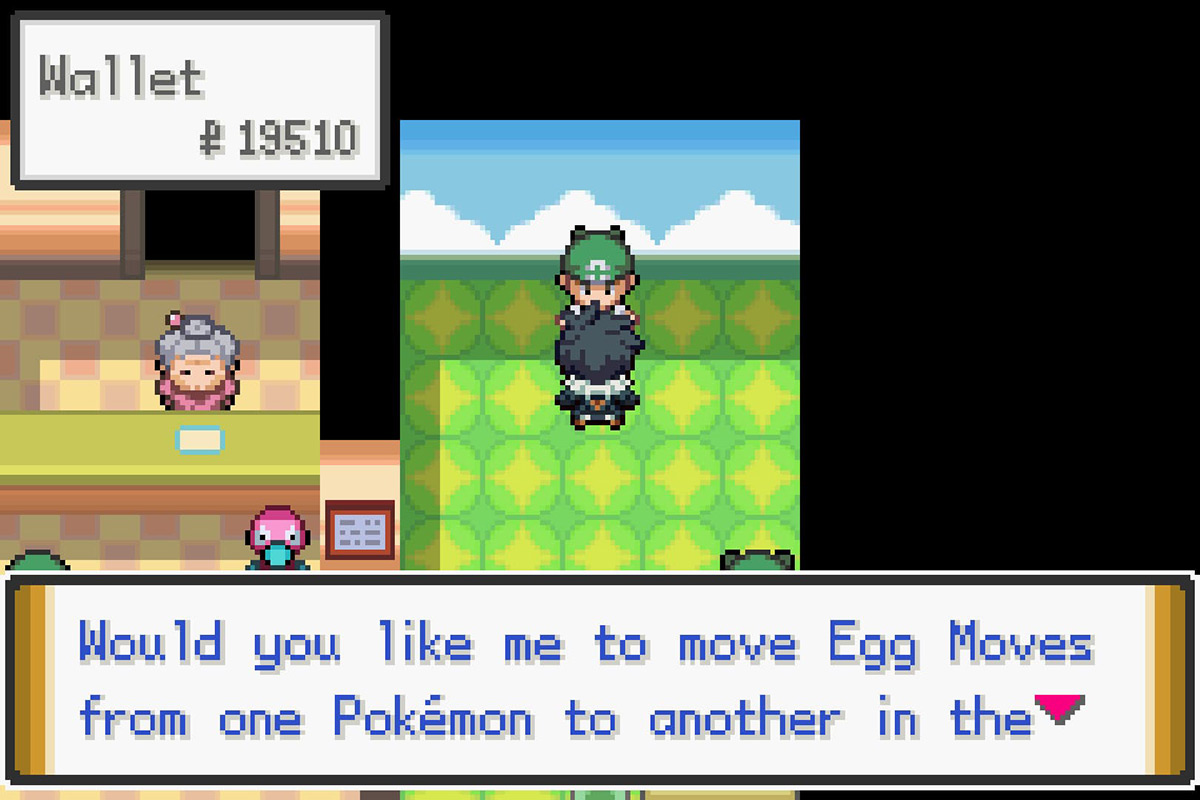 Wallet
₽ 19510
Would you like me to move Egg Moves
from one Pokémon to another in the